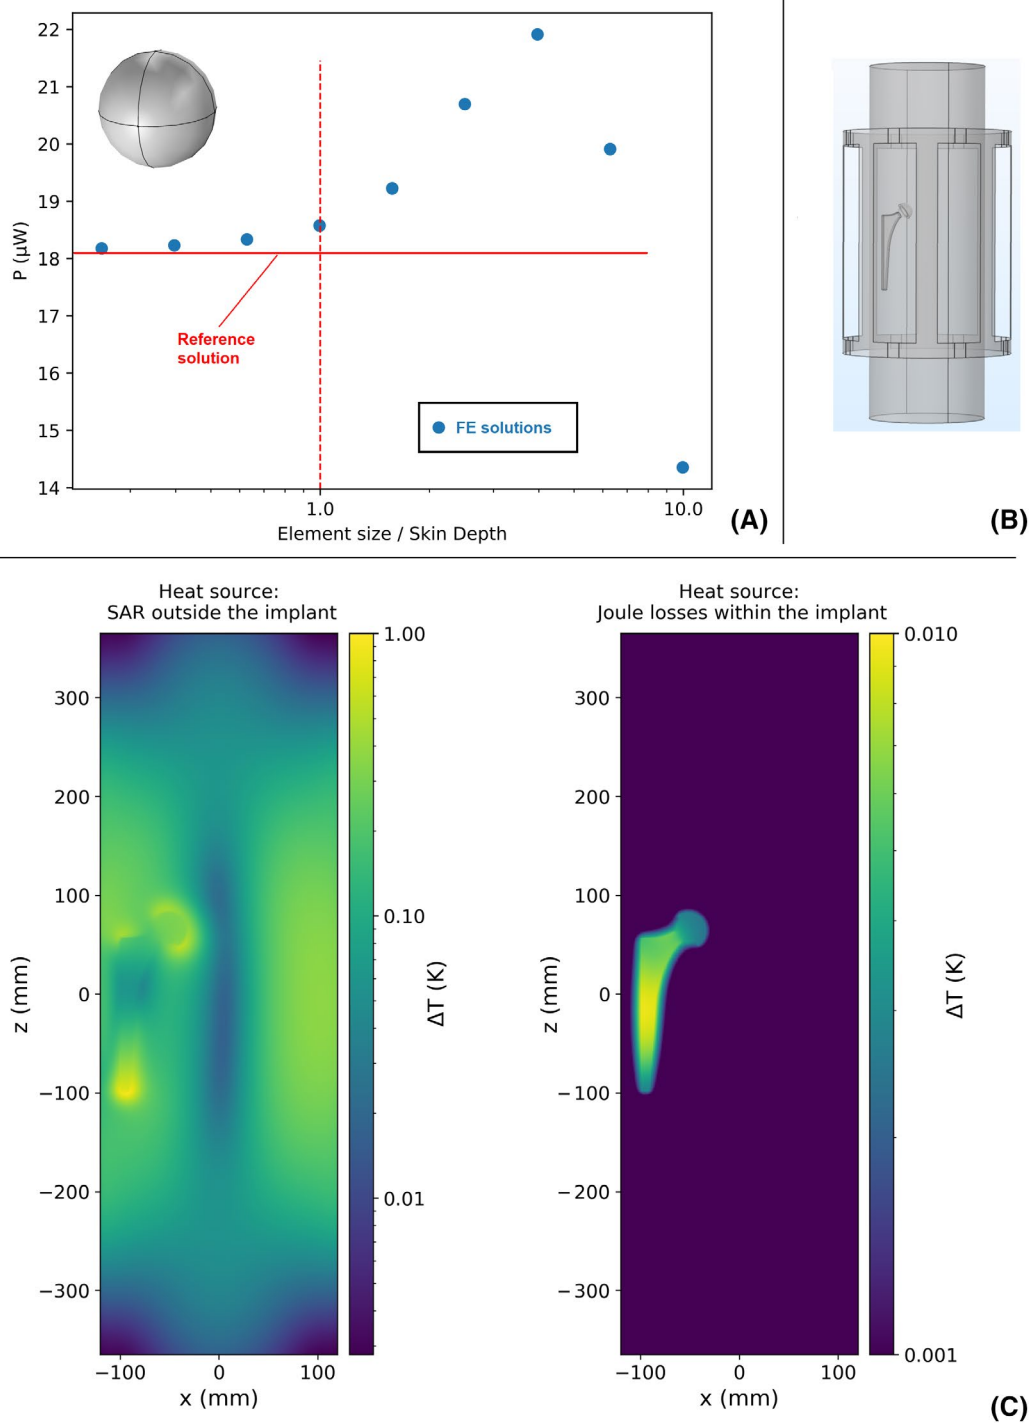 22
21
20
19
18
17
16
15
14
P (µW)
Reference
solution
FE solutions
1.0
10.0
Element size / Skin Depth
(A)
(B)
Heat source:
SAR outside the implant
300
200
100
0
−100
−200
−300
z (mm)
−100
0
100
x (mm)
1.00
0.10
0.01
ΔT (K)
Heat source:
Joule losses within the implant
300
200
100
0
−100
−200
−300
z (mm)
−100
0
100
x (mm)
0.010
0.001
ΔT (K)
(C)